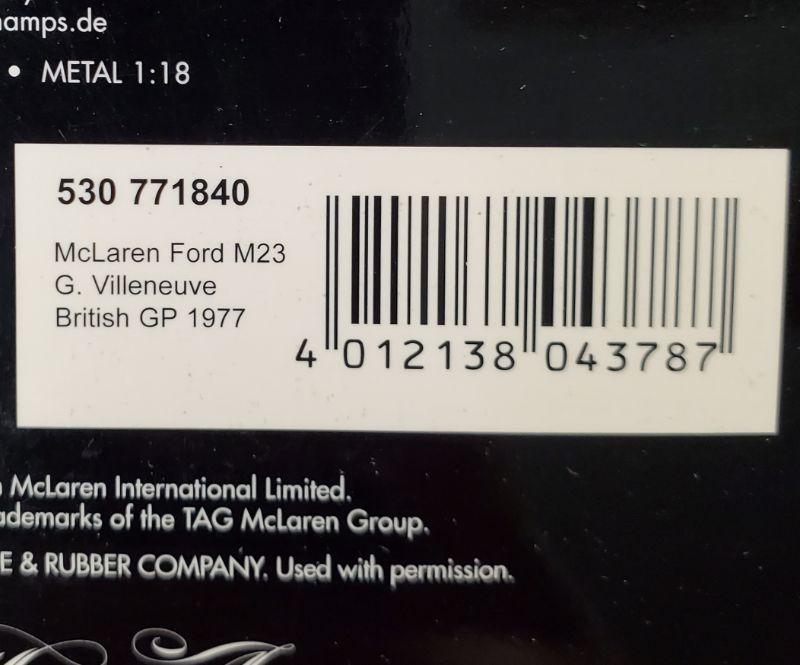 amps.de
• METAL 1:18
530 771840
McLaren Ford M23
G. Villeneuve
British GP 1977
4 012138 043787
McLaren International Limited.
ademarks of the TAG McLaren Group.
E & RUBBER COMPANY. Used with permission.